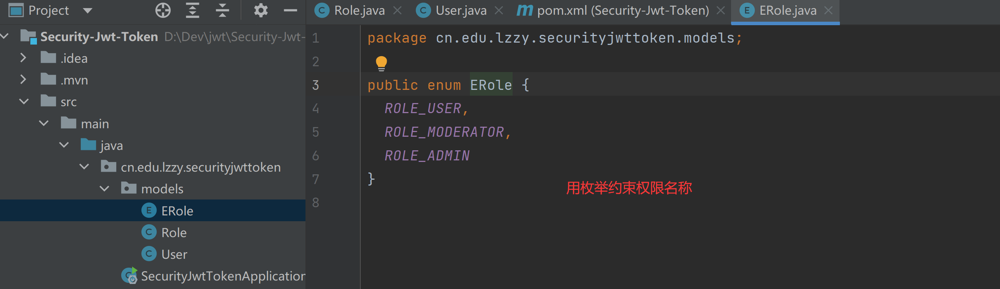 Project
Role.java
User.java
m pom.xml (Security-Jwt-Token)
ERole.java
Security-Jwt-Token D:\Dev\jwt\Security-Jwt-
.idea
.mvn
src
main
java
cn.edu.lzzy.securityjwttoken
models
E ERole
C Role
C User
SecurityJwtTokenApplication
1 package cn.edu.lzzy.securityjwttoken.models;
2
3 public enum ERole {
4 ROLE_USER,
5 ROLE_MODERATOR,
6 ROLE_ADMIN
7 }
8
用枚举约束权限名称